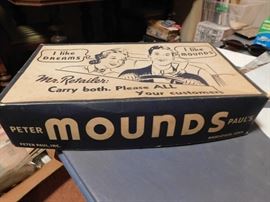 I like
DREAMS!
I like
MOUNDS
Mr. Retailer:
Carry both. Please ALL
Your customers
PETER
MOUNDS
PAUL'S
PETER PAUL, INC.